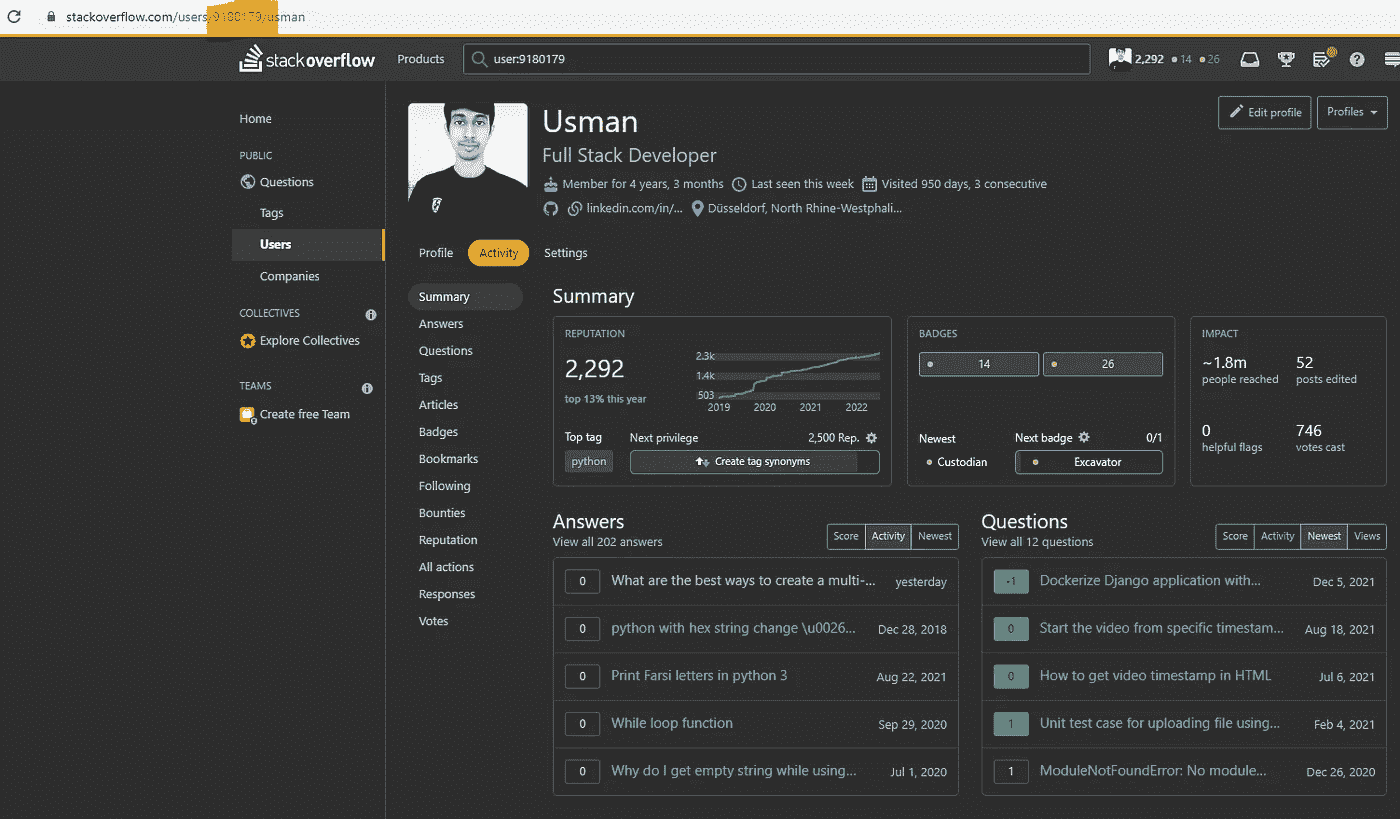 stackoverflow.com/users/9180179/usman
stackoverflow
Products
user:9180179
2,292
14
26
Home
PUBLIC
Questions
Tags
Users
Companies
COLLECTIVES
Explore Collectives
TEAMS
Create free Team
Usman
Full Stack Developer
Member for 4 years, 3 months
Last seen this week
Visited 950 days, 3 consecutive
linkedin.com/in/...
Düsseldorf, North Rhine-Westphali...
Edit profile
Profiles
Profile
Activity
Settings
Summary
Answers
Questions
Tags
Articles
Badges
Bookmarks
Following
Bounties
Reputation
All actions
Responses
Votes
Summary
REPUTATION
2,292
top 13% this year
2.3k
1.4k
503
2019 2020 2021 2022
Top tag
python
Next privilege
2,500 Rep.
Create tag synonyms
BADGES
14
26
Newest
Custodian
Next badge
0/1
Excavator
IMPACT
~1.8m
people reached
52
posts edited
0
helpful flags
746
votes cast
Answers
View all 202 answers
Score Activity Newest
0 What are the best ways to create a multi-... yesterday
0 python with hex string change \u0026... Dec 28, 2018
0 Print Farsi letters in python 3 Aug 22, 2021
0 While loop function Sep 29, 2020
0 Why do I get empty string while using... Jul 1, 2020
Questions
View all 12 questions
Score Activity Newest Views
-1 Dockerize Django application with... Dec 5, 2021
0 Start the video from specific timestam... Aug 18, 2021
0 How to get video timestamp in HTML Jul 6, 2021
1 Unit test case for uploading file using... Feb 4, 2021
1 ModuleNotFoundError: No module... Dec 26, 2020